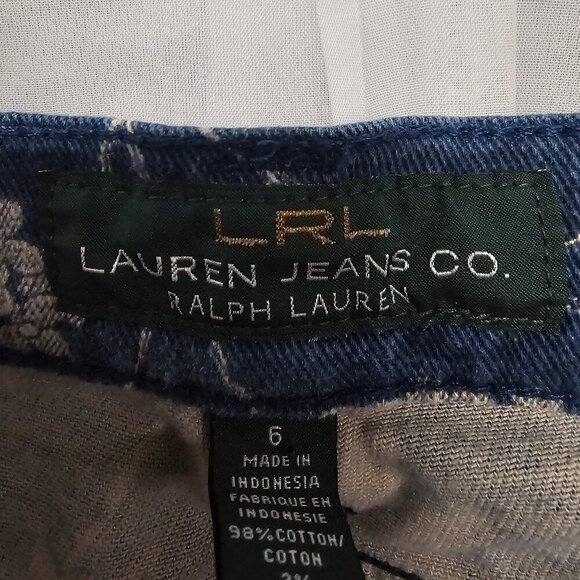 LRL
LAUREN JEANS CO.
RALPH LAUREN
6
MADE IN
INDONESIA
FABRIQUE EN
INDONESIE
98% COTTON/
COTON